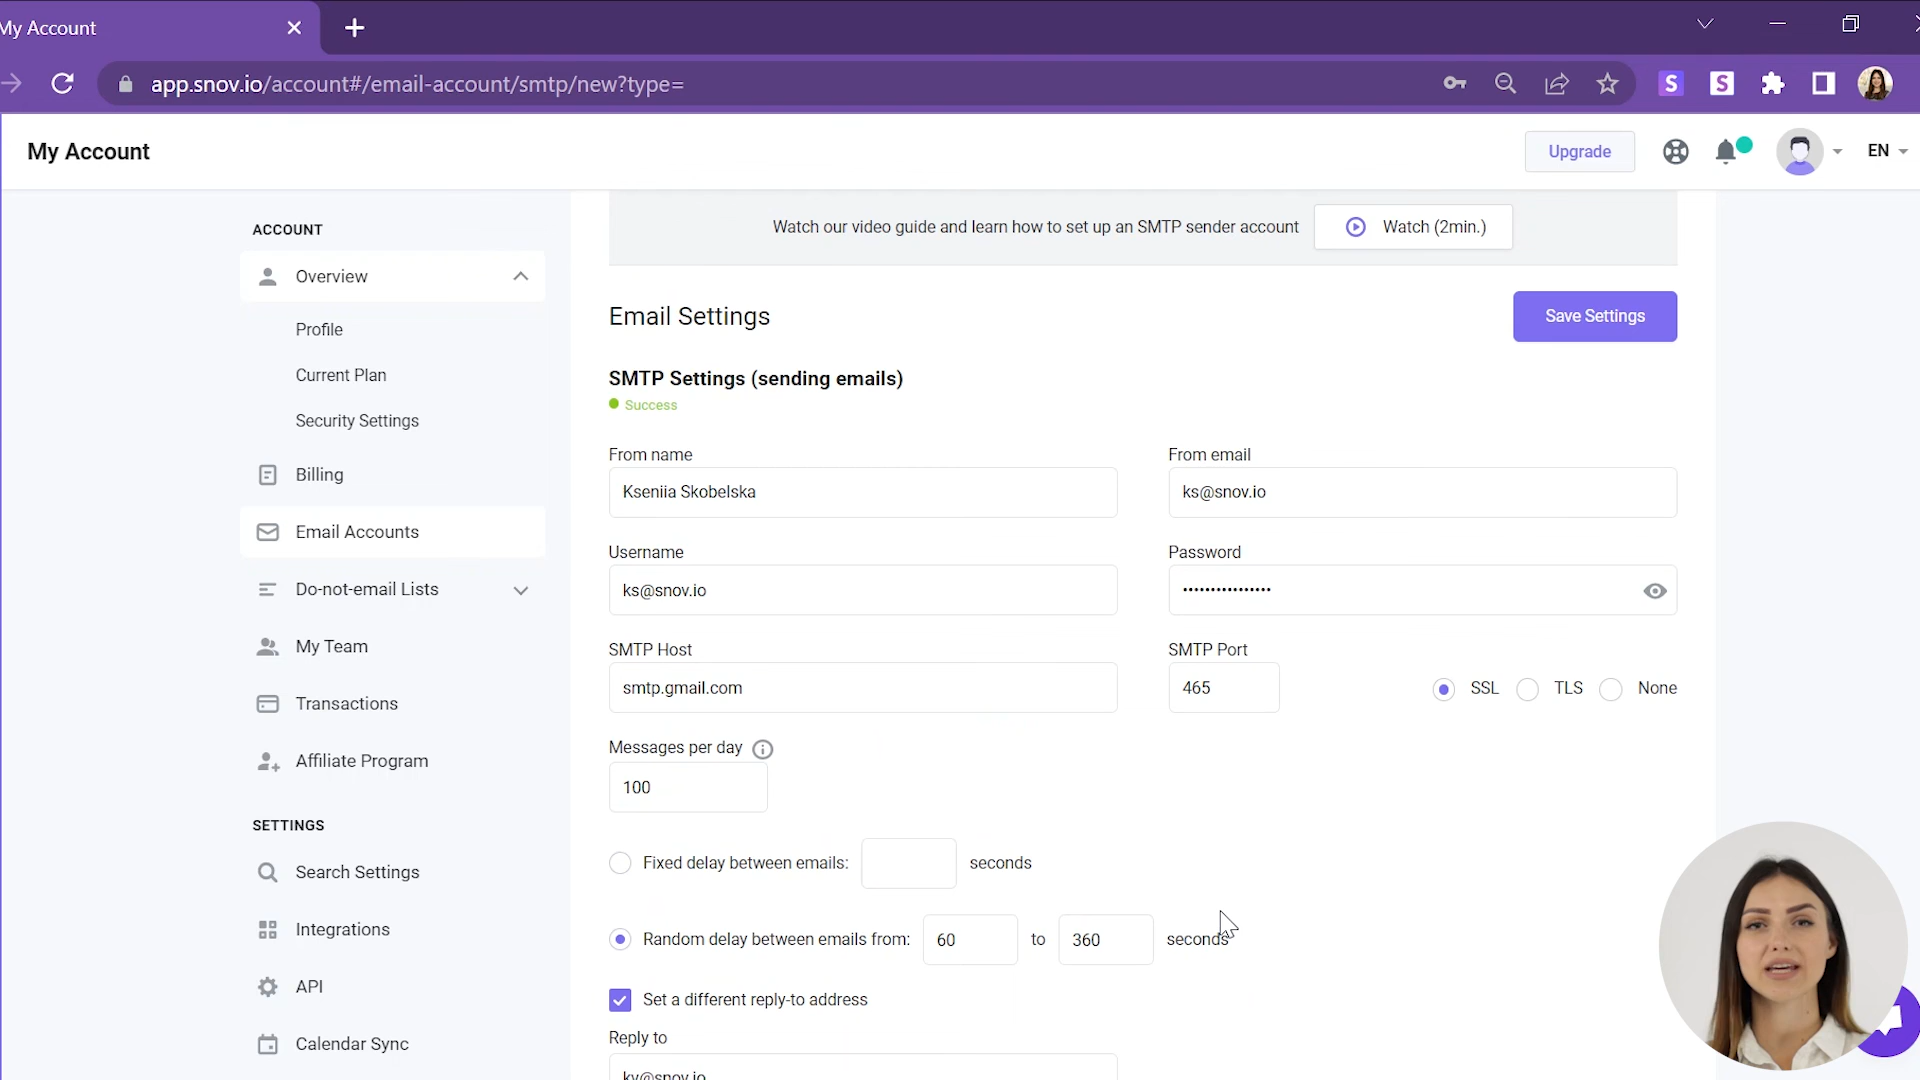 My Account
app.snov.io/account#/email-account/smtp/new?type=
S
S
My Account
Upgrade
EN
Watch our video guide and learn how to set up an SMTP sender account
Watch (2min.)
ACCOUNT
Overview
Profile
Current Plan
Security Settings
Billing
Email Accounts
Do-not-email Lists
My Team
Transactions
Affiliate Program
SETTINGS
Search Settings
Integrations
API
Calendar Sync
Email Settings
Save Settings
SMTP Settings (sending emails)
Success
From name
From email
Kseniia Skobelska
ks@snov.io
Username
Password
ks@snov.io
••••••••••••••••
SMTP Host
SMTP Port
smtp.gmail.com
465
SSL
TLS
None
Messages per day
100
Fixed delay between emails: seconds
Random delay between emails from: 60 to 360 seconds
Set a different reply-to address
Reply to
kv@snov.io